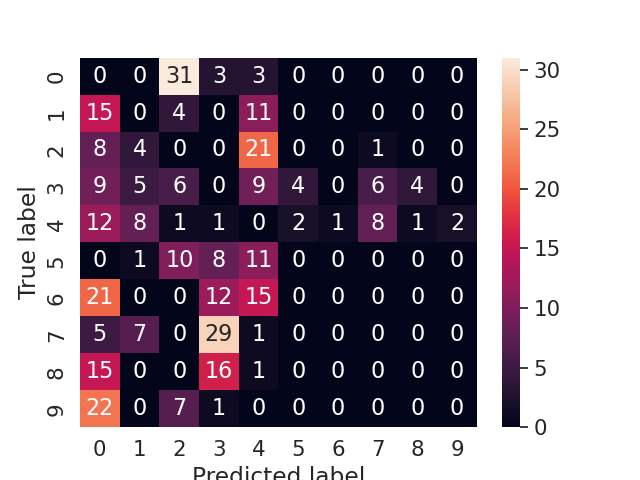 0 0 0 31 3 3 0 0 0 0 0
1 15 0 4 0 11 0 0 0 0 0
2 8 4 0 0 21 0 0 1 0 0
3 9 5 6 0 9 4 0 6 4 0
4 12 8 1 1 0 2 1 8 1 2
5 0 1 10 8 11 0 0 0 0 0
6 21 0 0 12 15 0 0 0 0 0
7 5 7 0 29 1 0 0 0 0 0
8 15 0 0 16 1 0 0 0 0 0
9 22 0 7 1 0 0 0 0 0 0
0 1 2 3 4 5 6 7 8 9
True label
Predicted label
30
25
20
15
10
5
0